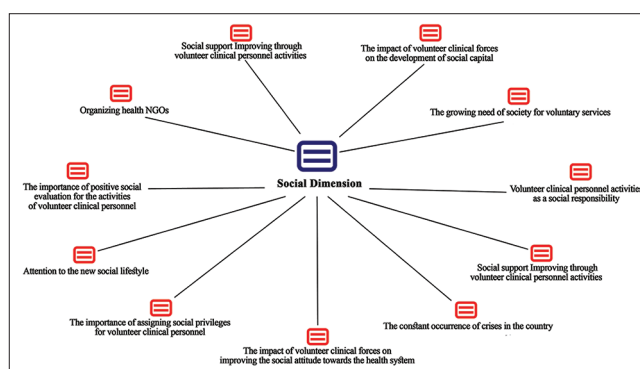 Social support Improving through
volunteer clinical personnel activities
The impact of volunteer clinical forces
on the development of social capital
Organizing health NGOs
The growing need of society for voluntary services
Social Dimension
The importance of positive social
evaluation for the activities
of volunteer clinical personnel
Volunteer clinical personnel activities
as a social responsibility
Attention to the new social lifestyle
Social support Improving through
volunteer clinical personnel activities
The importance of assigning social privileges
for volunteer clinical personnel
The constant occurrence of crises in the country
The impact of volunteer clinical forces on
improving the social attitude towards the health system